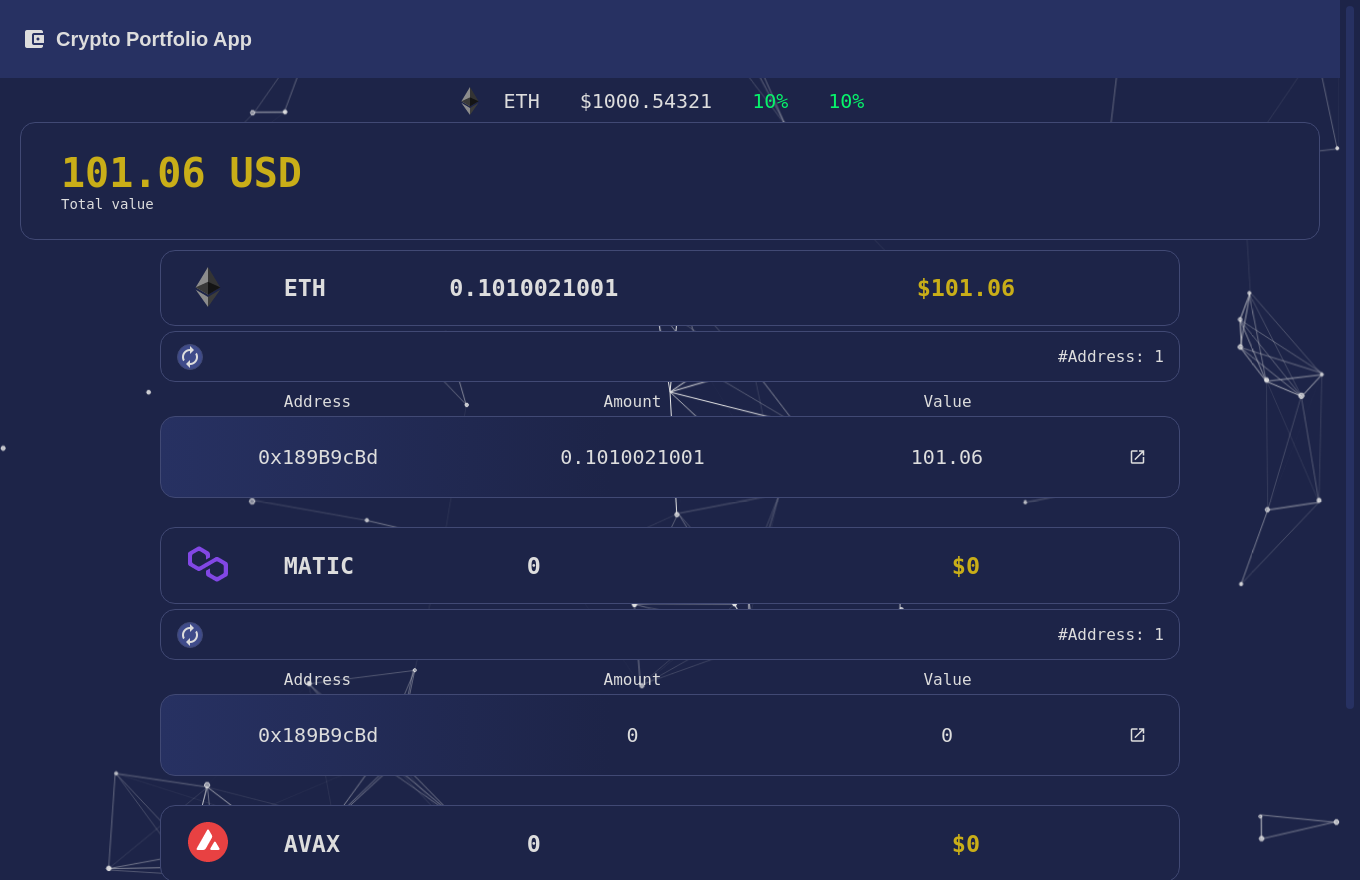 Crypto Portfolio App
ETH $1000.54321 10% 10%
101.06 USD
Total value
ETH 0.1010021001 $101.06
#Address: 1
Address Amount Value
0x189B9cBd 0.1010021001 101.06
MATIC 0 $0
#Address: 1
Address Amount Value
0x189B9cBd 0 0
AVAX 0 $0